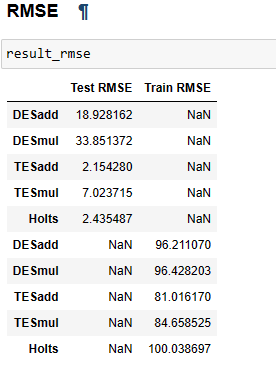 RMSE ¶
result_rmse
Test RMSE Train RMSE
DESadd 18.928162 NaN
DESmul 33.851372 NaN
TESadd 2.154280 NaN
TESmul 7.023715 NaN
Holts 2.435487 NaN
DESadd NaN 96.211070
DESmul NaN 96.428203
TESadd NaN 81.016170
TESmul NaN 84.658525
Holts NaN 100.038697